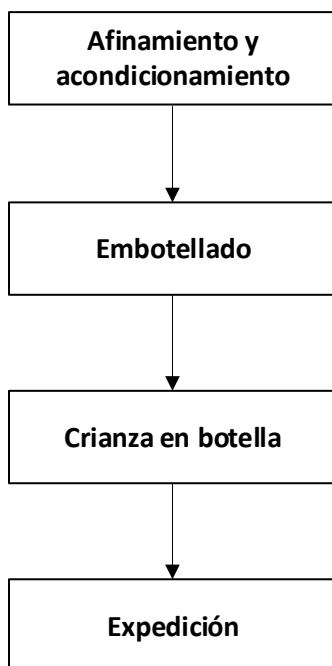 Afinamiento y
acondicionamiento
Embotellado
Crianza en botella
Expedición